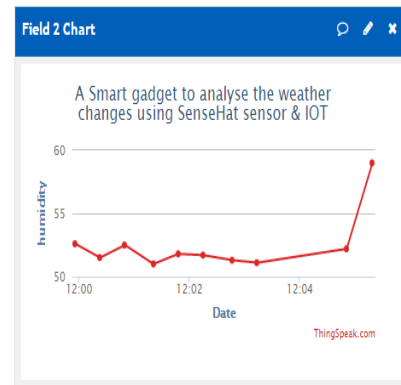 Field 2 Chart
A Smart gadget to analyse the weather
changes using SenseHat sensor & IOT
60
55
50
humidity
12:00 12:02 12:04
Date
ThingSpeak.com